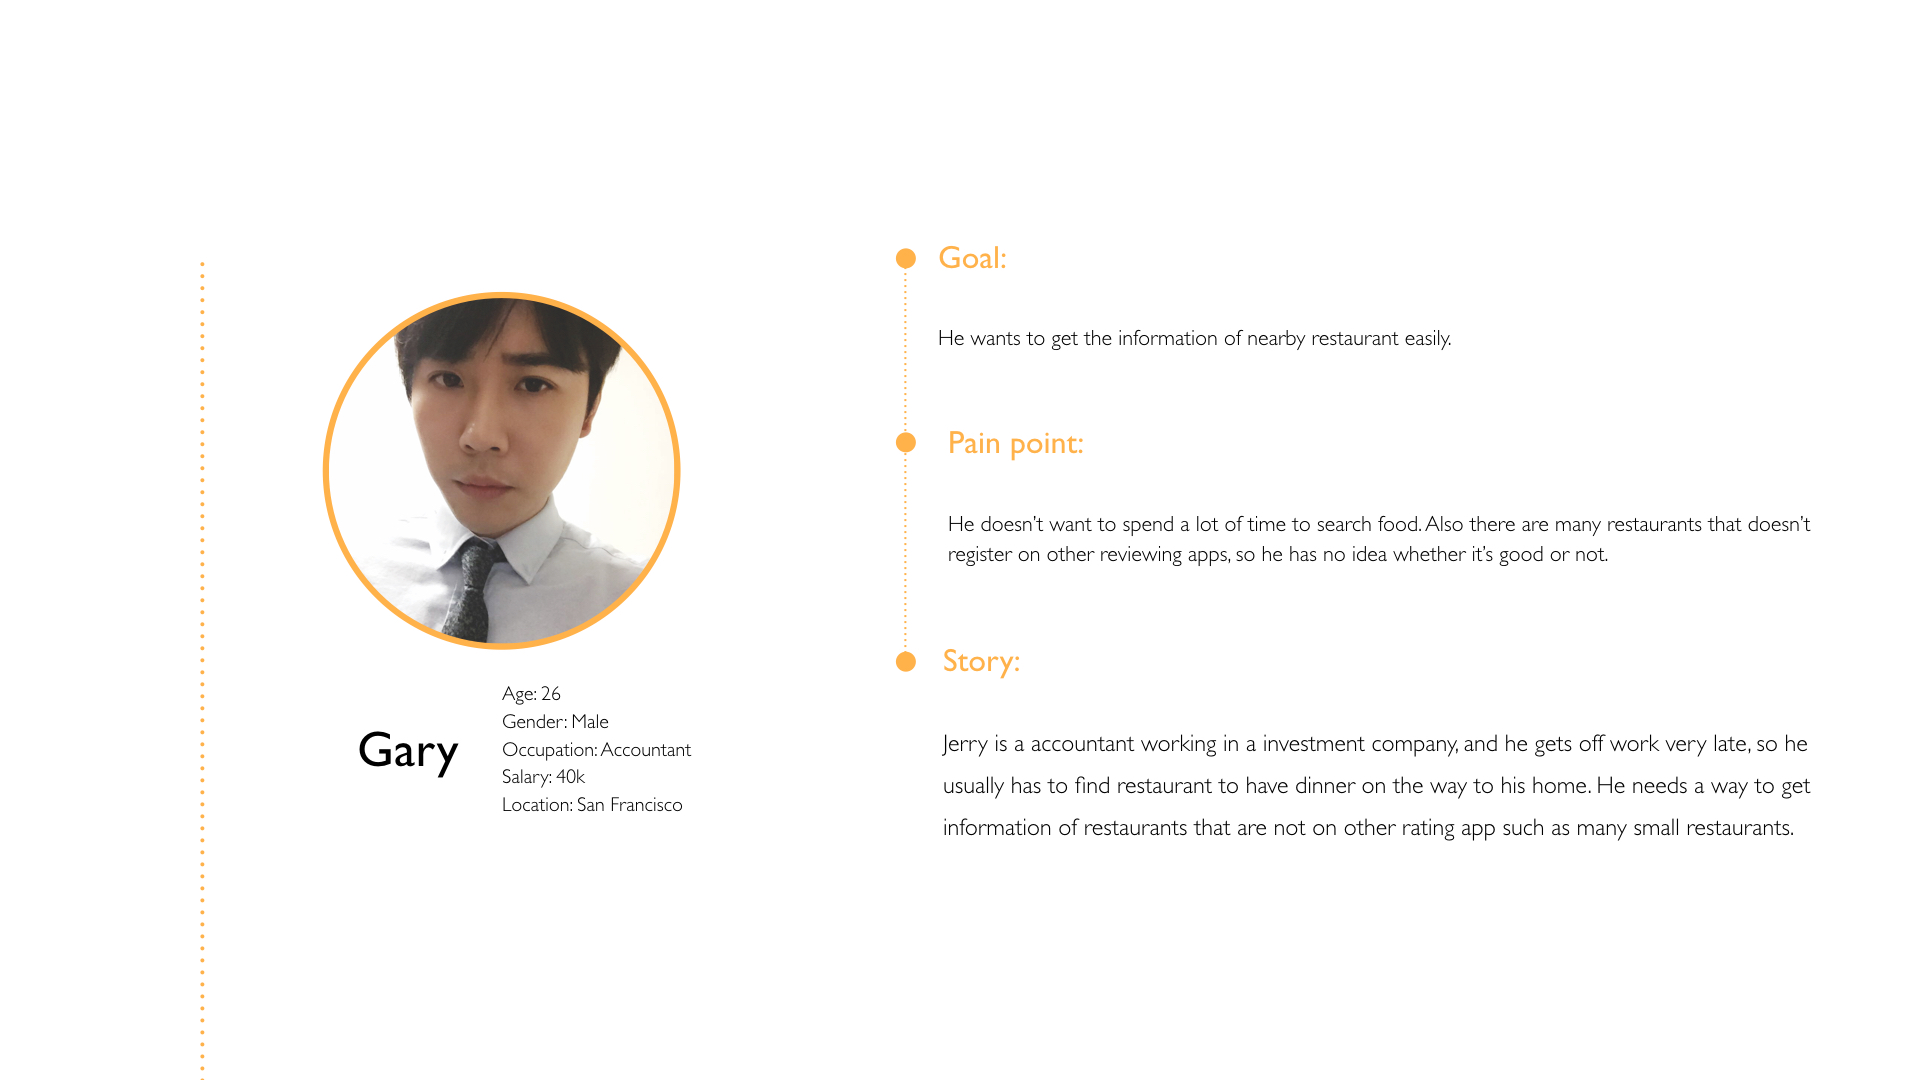 Gary
Age: 26
Gender: Male
Occupation: Accountant
Salary: 40k
Location: San Francisco
Goal:
He wants to get the information of nearby restaurant easily.
Pain point:
He doesn’t want to spend a lot of time to search food. Also there are many restaurants that doesn’t
register on other reviewing apps, so he has no idea whether it’s good or not.
Story:
Jerry is a accountant working in a investment company, and he gets off work very late, so he
usually has to find restaurant to have dinner on the way to his home. He needs a way to get
information of restaurants that are not on other rating app such as many small restaurants.